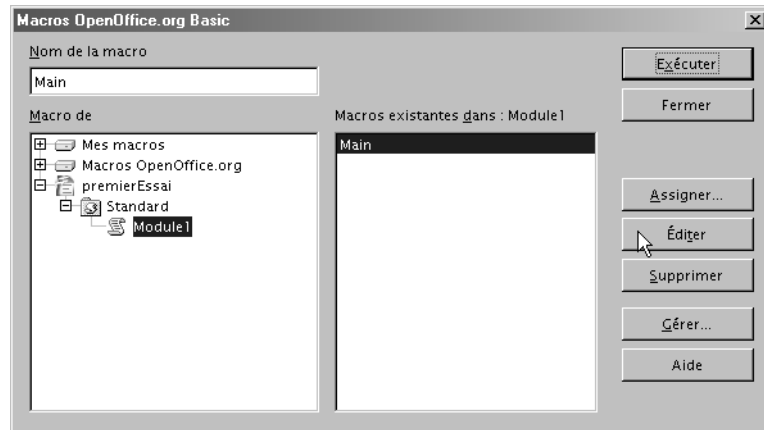 Macros OpenOffice.org Basic
Nom de la macro
Main
Macro de
Mes macros
Macros OpenOffice.org
premierEssai
Standard
Module1
Macros existantes dans : Module1
Main
Exécuter
Fermer
Assigner...
Éditer
Supprimer
Gérer...
Aide